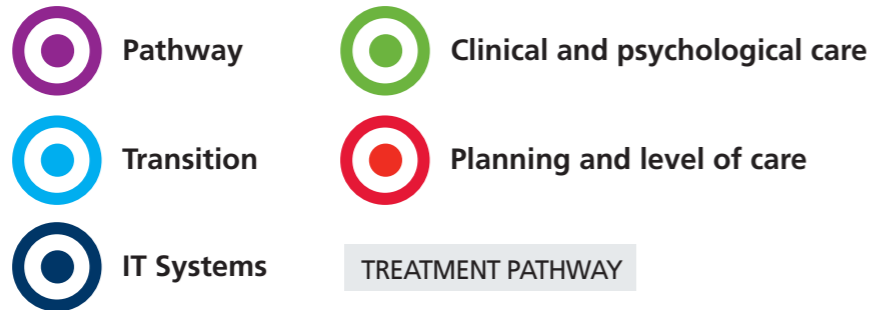 Pathway
Clinical and psychological care
Transition
Planning and level of care
IT Systems
TREATMENT PATHWAY